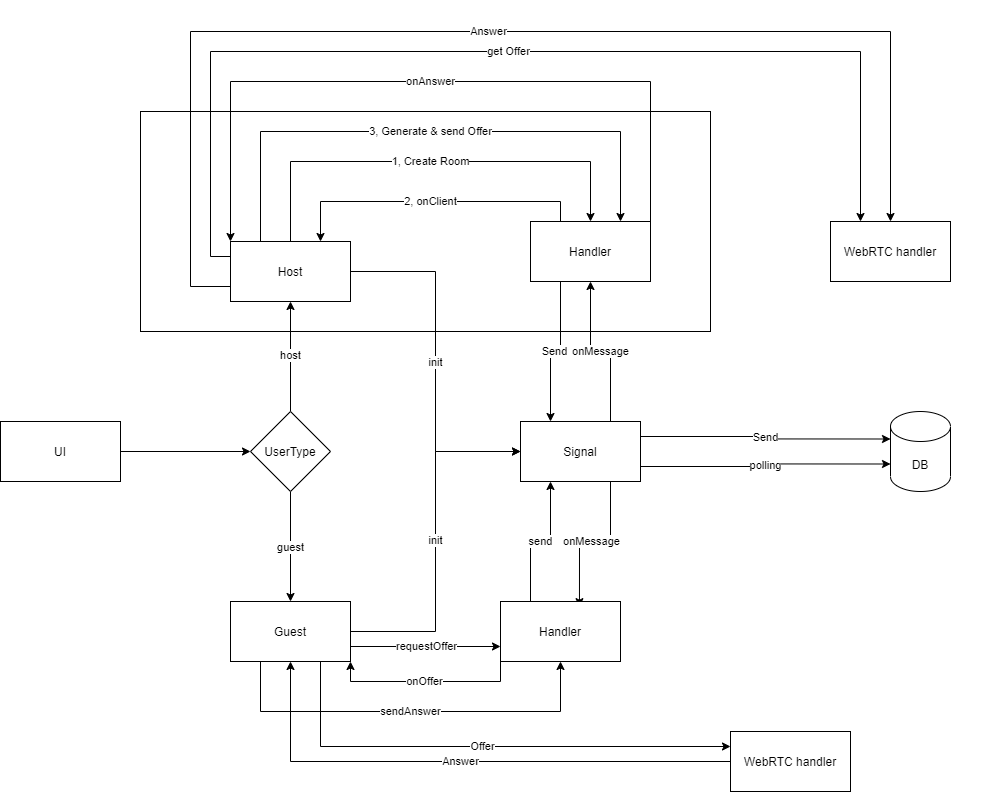 Answer
get Offer
onAnswer
3, Generate & send Offer
1, Create Room
2, onClient
Host
Handler
WebRTC handler
host
init
Send
onMessage
UI
UserType
Signal
Send
polling
DB
guest
init
send
onMessage
Guest
Handler
requestOffer
onOffer
sendAnswer
Offer
Answer
WebRTC handler